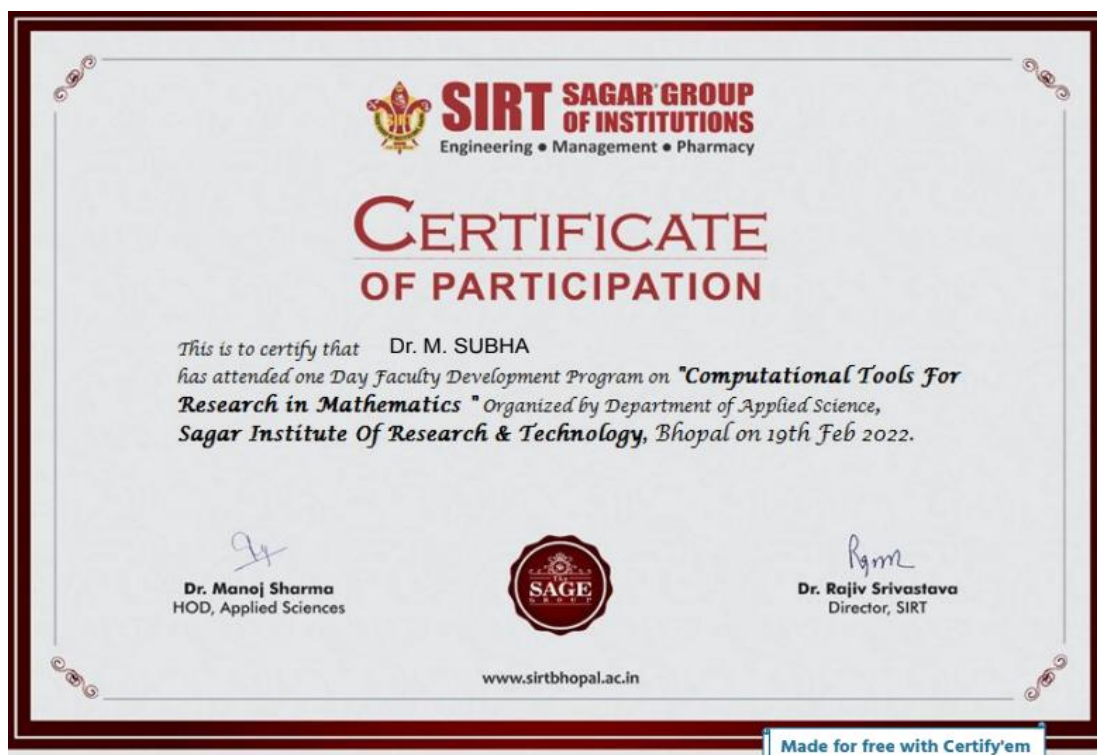 SIRT SAGAR GROUP
OF INSTITUTIONS
Engineering • Management • Pharmacy
CERTIFICATE
OF PARTICIPATION
This is to certify that Dr. M. SUBHA
has attended one Day Faculty Development Program on "Computational Tools For
Research in Mathematics " Organized by Department of Applied Science,
Sagar Institute Of Research & Technology, Bhopal on 19th Feb 2022.
Dr. Manoj Sharma
HOD, Applied Sciences
The
SAGE
GROUP
Dr. Rajiv Srivastava
Director, SIRT
www.sirtbhopal.ac.in
Made for free with Certify'em